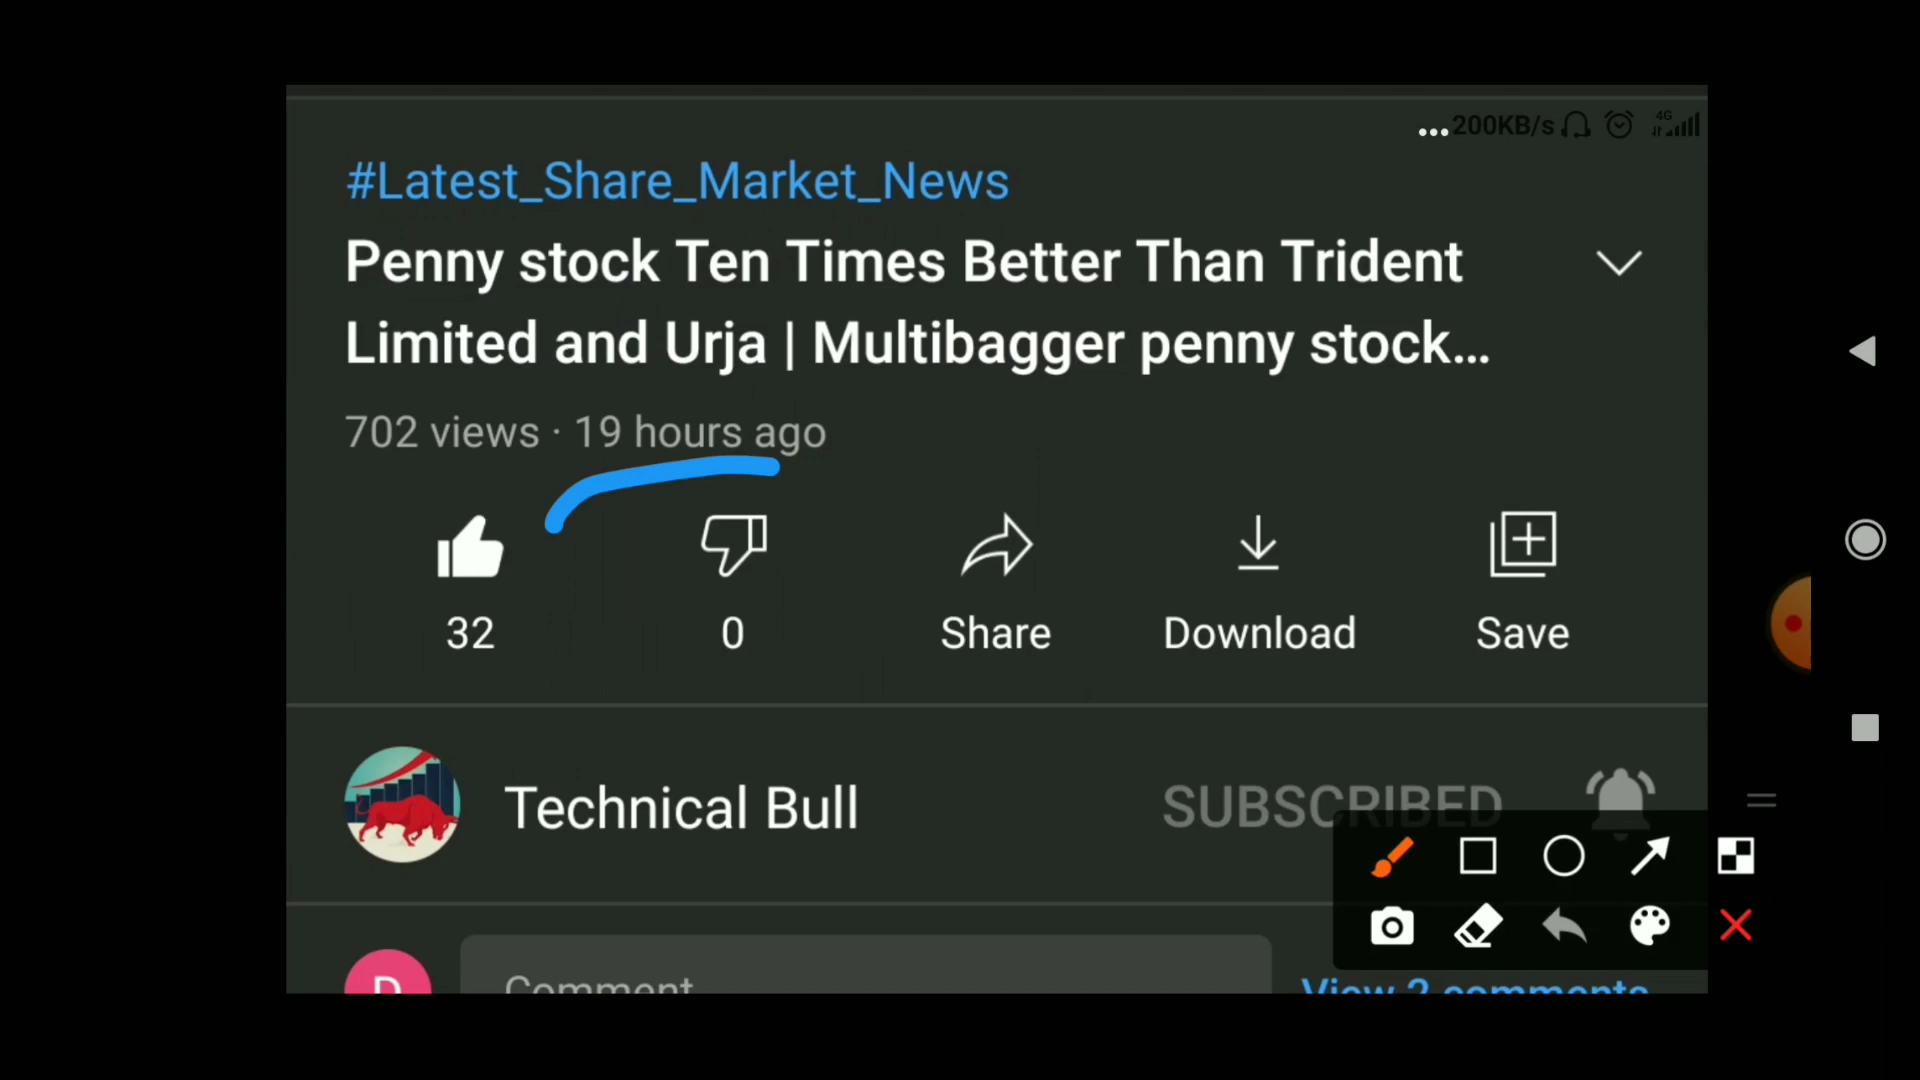 200KB/s 4G
#Latest_Share_Market_News
Penny stock Ten Times Better Than Trident
Limited and Urja | Multibagger penny stock...
702 views · 19 hours ago
32 0 Share Download Save
Technical Bull SUBSCRIBED
D Comment... View 2 comments